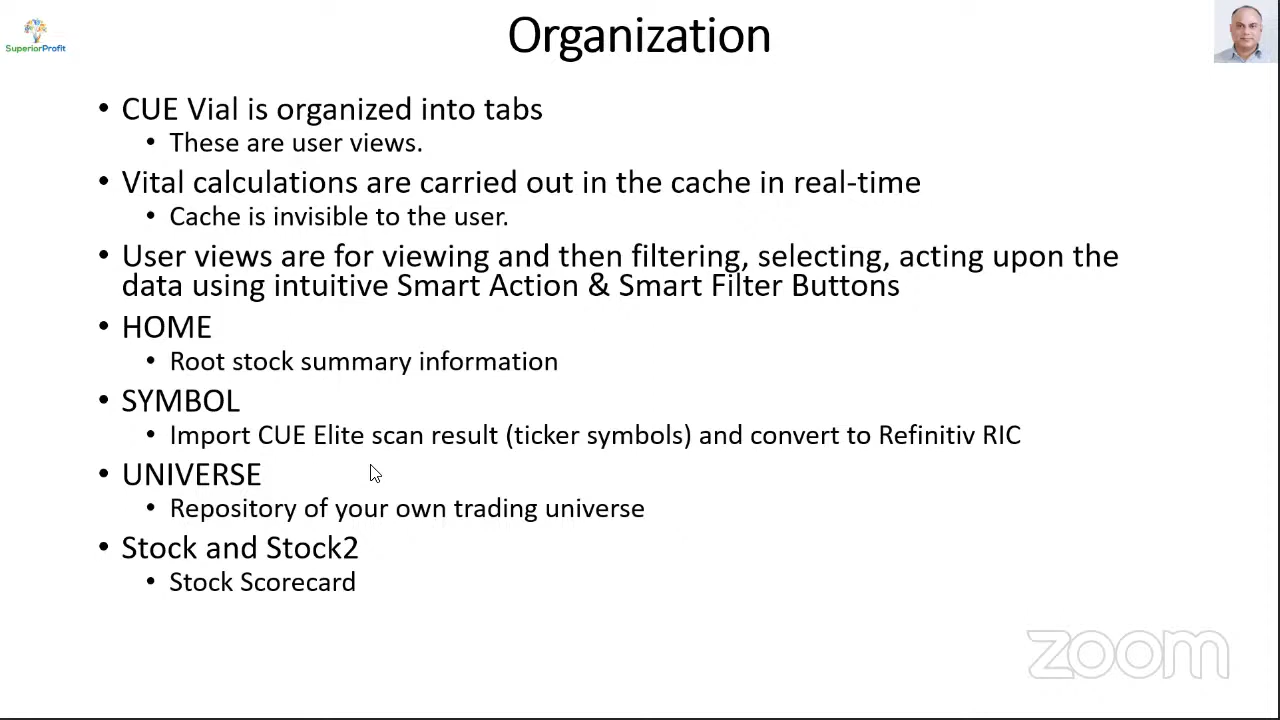 Organization
SuperiorProfit
• CUE Vial is organized into tabs
• These are user views.
• Vital calculations are carried out in the cache in real-time
• Cache is invisible to the user.
• User views are for viewing and then filtering, selecting, acting upon the
data using intuitive Smart Action & Smart Filter Buttons
• HOME
• Root stock summary information
• SYMBOL
• Import CUE Elite scan result (ticker symbols) and convert to Refinitiv RIC
• UNIVERSE
• Repository of your own trading universe
• Stock and Stock2
• Stock Scorecard
zoom